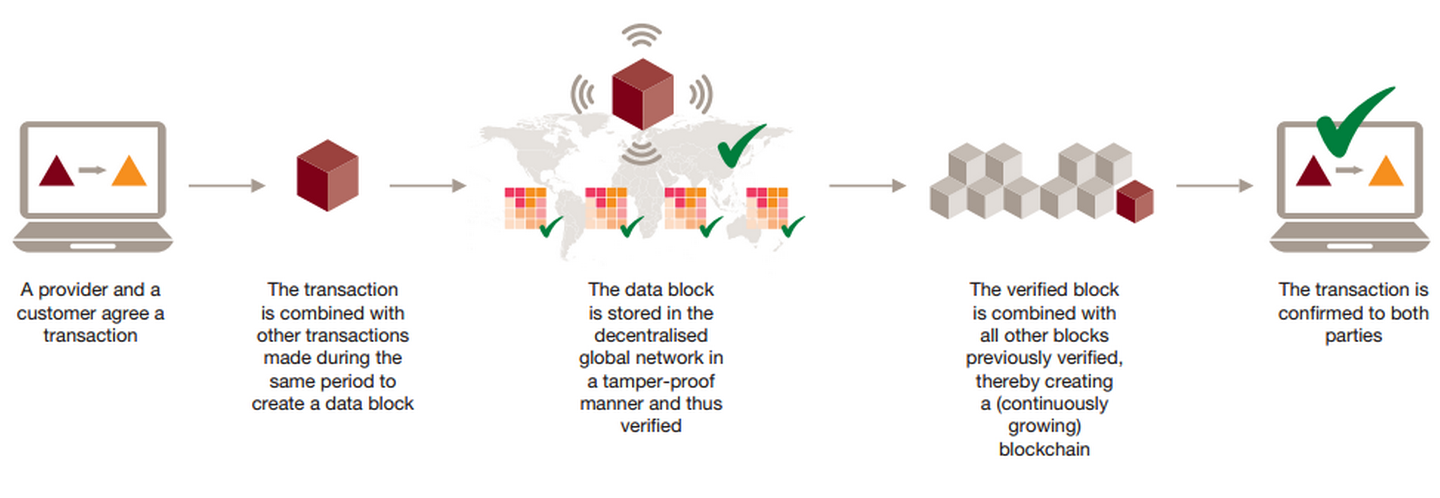 A provider and a
customer agree a
transaction
The transaction
is combined with
other transactions
made during the
same period to
create a data block
The data block
is stored in the
decentralised
global network in
a tamper-proof
manner and thus
verified
The verified block
is combined with
all other blocks
previously verified,
thereby creating
a (continuously
growing)
blockchain
The transaction is
confirmed to both
parties